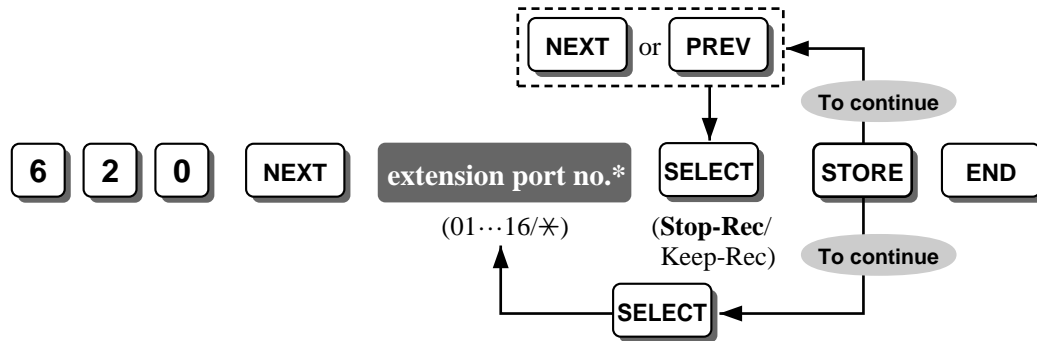 NEXT or PREV
To continue
6 2 0 NEXT extension port no.* SELECT STORE END
(01···16/✳) (Stop-Rec/
Keep-Rec)
To continue
SELECT